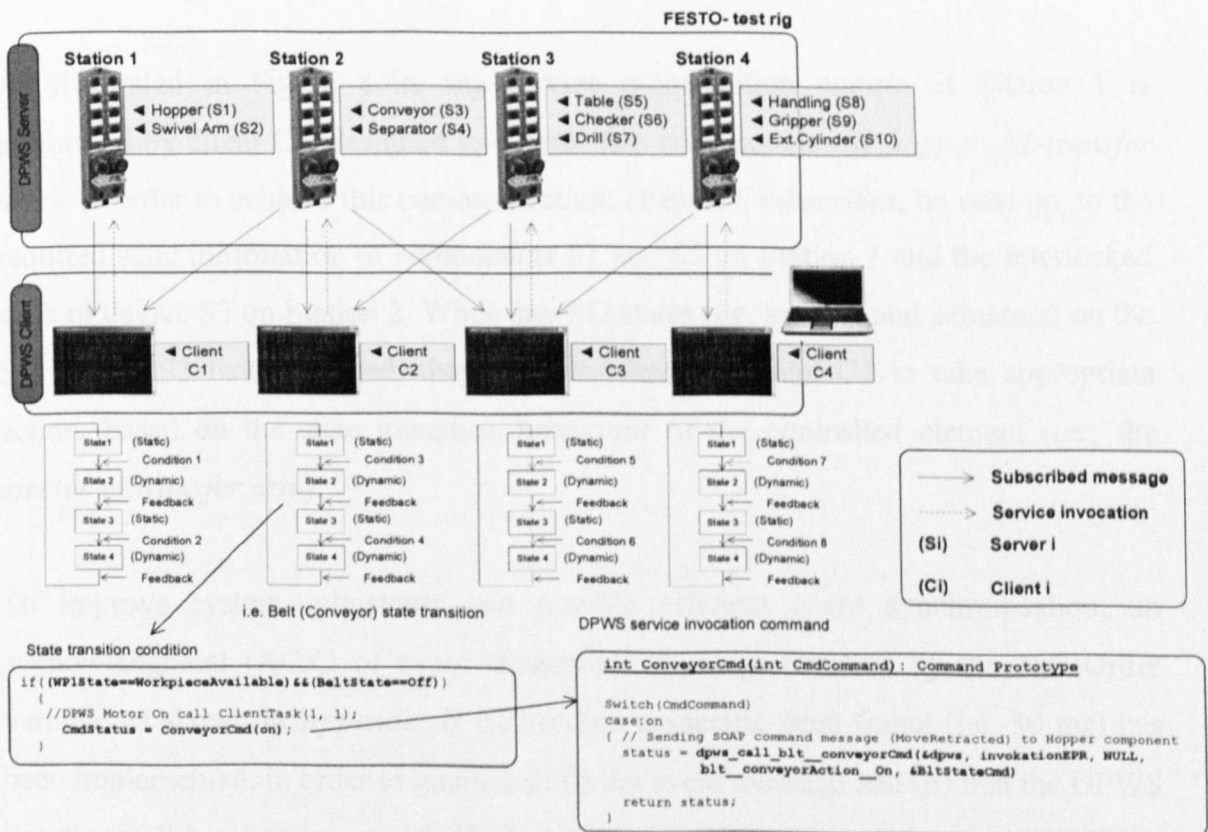 FESTO- test rig
Station 1
Station 2
Station 3
Station 4
DPWS Server
Hopper (S1)
Swivel Arm (S2)
Conveyor (S3)
Separator (S4)
Table (S5)
Checker (S6)
Drill (S7)
Handling (S8)
Gripper (S9)
Ext.Cylinder (S10)
DPWS Client
Client C1
Client C2
Client C3
Client C4
State1 (Static)
Condition 1
State 2 (Dynamic)
Feedback
State 3 (Static)
Condition 2
State 4 (Dynamic)
Feedback
State1 (Static)
Condition 3
State 2 (Dynamic)
Feedback
State 3 (Static)
Condition 4
State 4 (Dynamic)
Feedback
State1 (Static)
Condition 5
State 2 (Dynamic)
Feedback
State 3 (Static)
Condition 6
State 4 (Dynamic)
Feedback
State1 (Static)
Condition 7
State 2 (Dynamic)
Feedback
State 3 (Static)
Condition 8
State 4 (Dynamic)
Feedback
Subscribed message
Service invocation
(Si) Server i
(Ci) Client i
i.e. Belt (Conveyor) state transition
State transition condition
if((WP1State==WorkpieceAvailable)&&(BeltState==Off))
{
//DPWS Motor On call ClientTask(1, 1);
CmdStatus = ConveyorCmd(on);
}
DPWS service invocation command
int ConveyorCmd(int CmdCommand): Command Prototype
Switch(CmdCommand)
Case:on
{ // Sending SOAP command message (MoveRetracted) to Hopper component
status = dpws_call_blt__conveyorCmd(&dpws, invokationEPR, NULL,
blt__conveyorAction__On, &BltStateCmd)
return status;
}